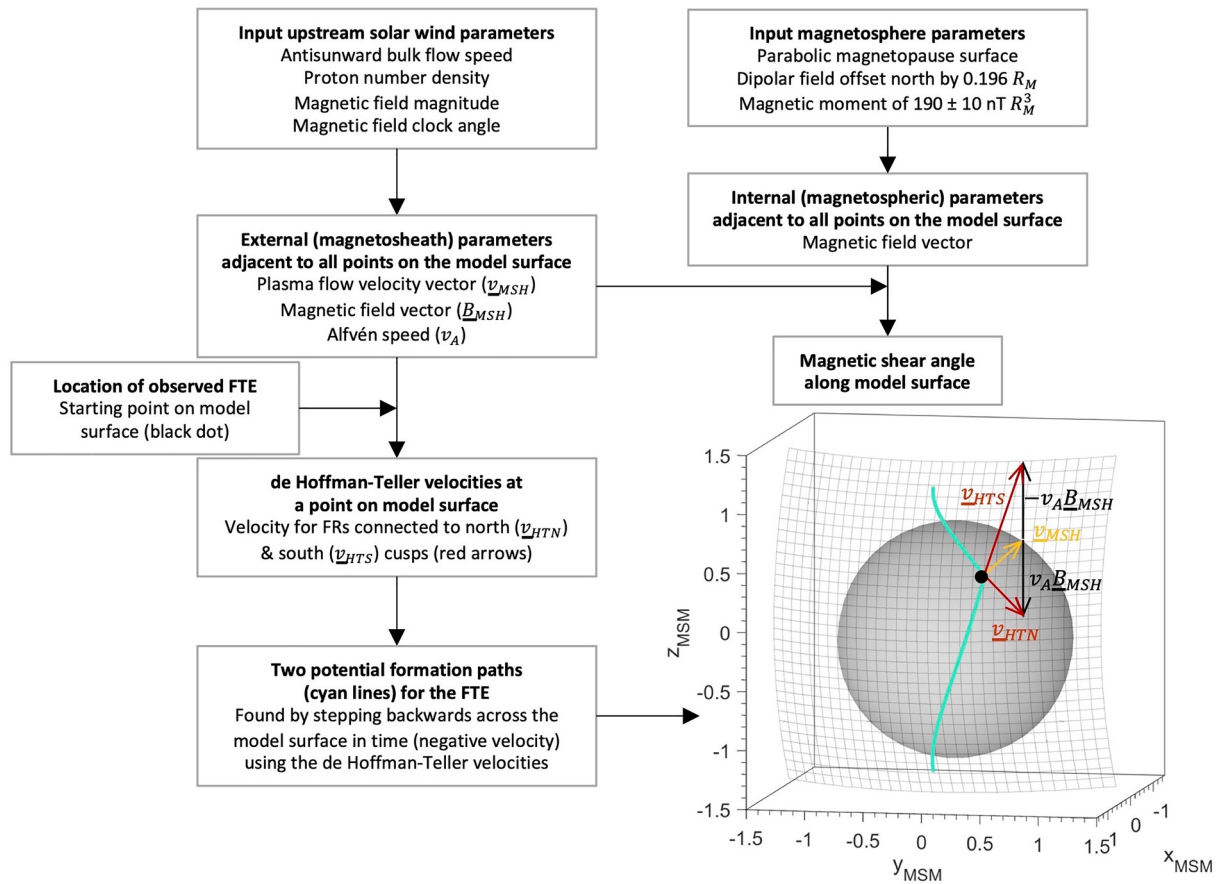 Input upstream solar wind parameters
Antisunward bulk flow speed
Proton number density
Magnetic field magnitude
Magnetic field clock angle
Input magnetosphere parameters
Parabolic magnetopause surface
Dipolar field offset north by 0.196 R_M
Magnetic moment of 190 ± 10 nT R_M^3
External (magnetosheath) parameters
adjacent to all points on the model surface
Plasma flow velocity vector (v_MSH)
Magnetic field vector (B_MSH)
Alfvén speed (v_A)
Internal (magnetospheric) parameters
adjacent to all points on the model surface
Magnetic field vector
Location of observed FTE
Starting point on model
surface (black dot)
Magnetic shear angle
along model surface
de Hoffman-Teller velocities at
a point on model surface
Velocity for FRs connected to north (v_HTN)
& south (v_HTS) cusps (red arrows)
Two potential formation paths
(cyan lines) for the FTE
Found by stepping backwards across the
model surface in time (negative velocity)
using the de Hoffman-Teller velocities
v_HTS
−v_A B_MSH
v_MSH
v_A B_MSH
v_HTN
1.5
1
0.5
0
-0.5
-1
-1.5
z_MSM
-1.5
-1
-0.5
0
0.5
1
1.5
y_MSM
1
0
-1
x_MSM